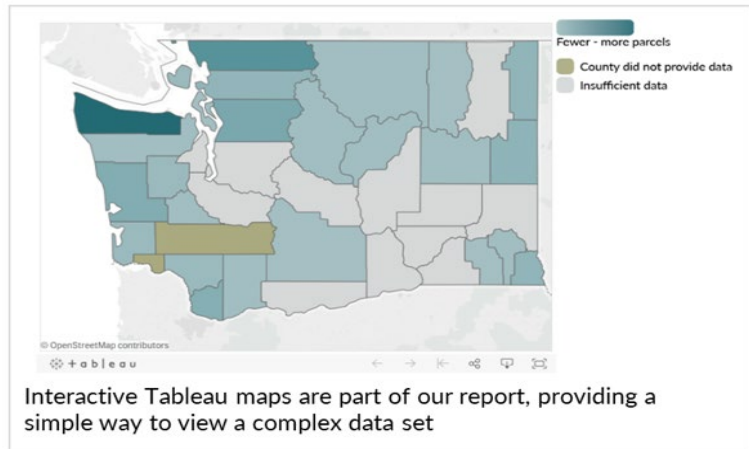 Fewer - more parcels
County did not provide data
Insufficient data
© OpenStreetMap contributors
+ a b | e a u
Interactive Tableau maps are part of our report, providing a
simple way to view a complex data set